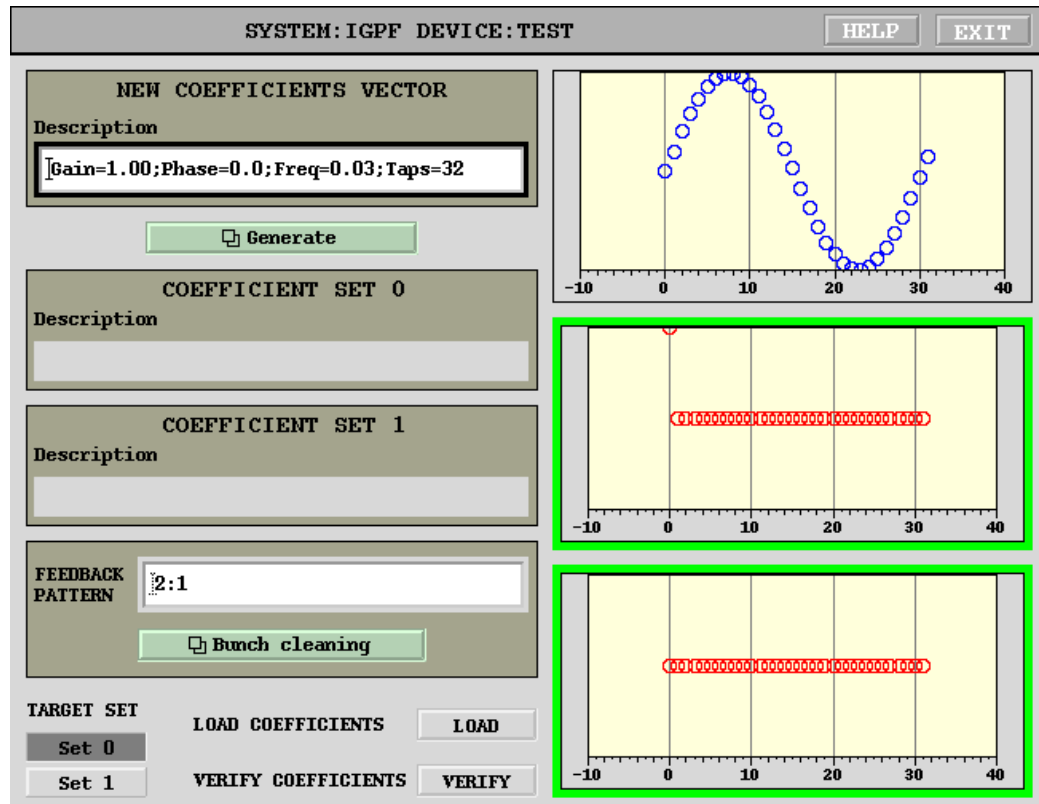 SYSTEM:IGPF DEVICE:TEST
HELP
EXIT
NEW COEFFICIENTS VECTOR
Description
Gain=1.00;Phase=0.0;Freq=0.03;Taps=32
Generate
COEFFICIENT SET 0
Description
COEFFICIENT SET 1
Description
FEEDBACK
PATTERN
2:1
Bunch cleaning
TARGET SET
Set 0
Set 1
LOAD COEFFICIENTS
LOAD
VERIFY COEFFICIENTS
VERIFY
-10 0 10 20 30 40
-10 0 10 20 30 40
-10 0 10 20 30 40